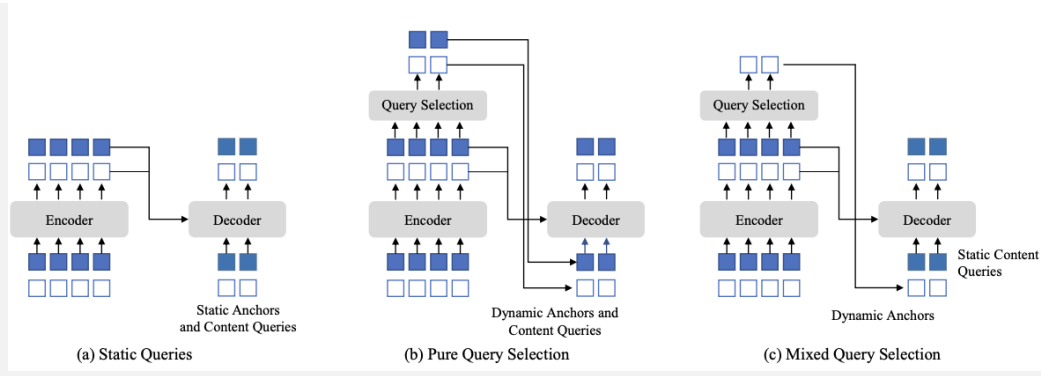 Query Selection
Encoder
Decoder
Static Anchors
and Content Queries
(a) Static Queries
Encoder
Decoder
Dynamic Anchors and
Content Queries
(b) Pure Query Selection
Query Selection
Encoder
Decoder
Static Content
Queries
Dynamic Anchors
(c) Mixed Query Selection